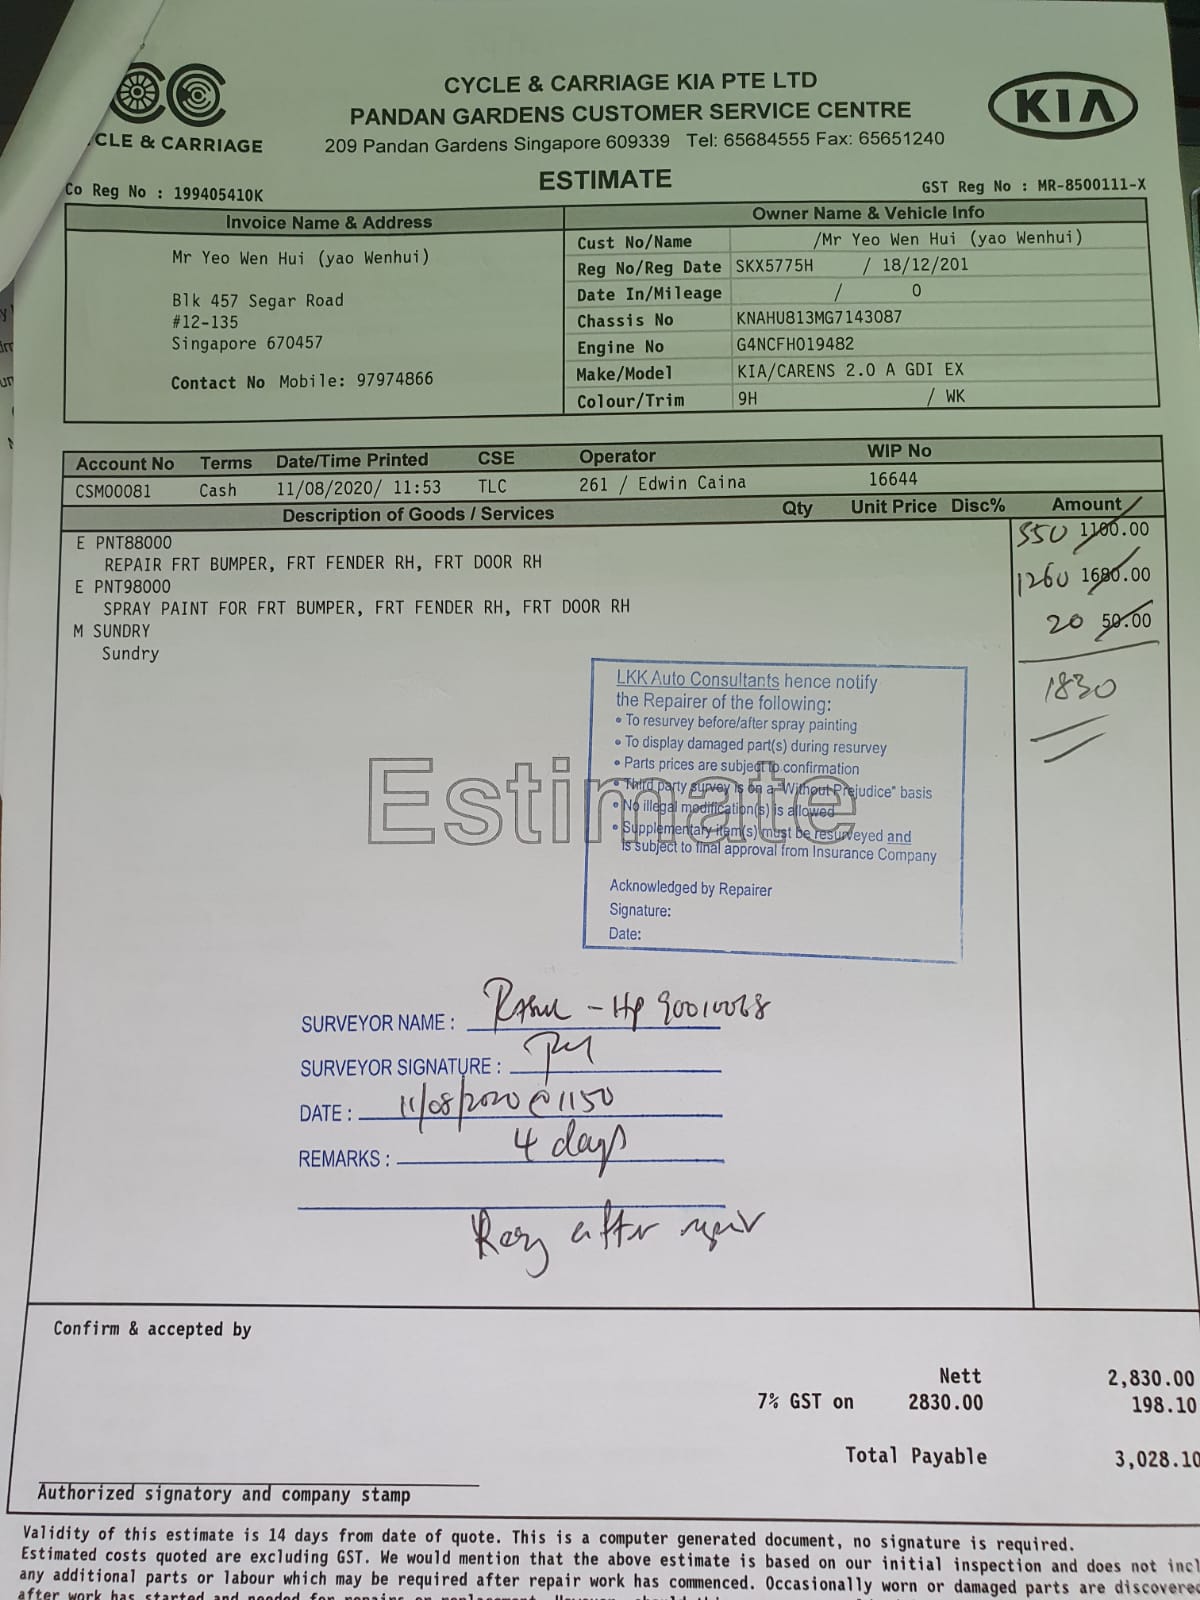 CYCLE & CARRIAGE KIA PTE LTD
PANDAN GARDENS CUSTOMER SERVICE CENTRE
209 Pandan Gardens Singapore 609339 Tel: 65684555 Fax: 65651240
CLE & CARRIAGE
KIA
ESTIMATE
Co Reg No : 199405410K
GST Reg No : MR-8500111-X
Invoice Name & Address
Mr Yeo Wen Hui (yao Wenhui)
Blk 457 Segar Road
#12-135
Singapore 670457
Contact No Mobile: 97974866
Owner Name & Vehicle Info
Cust No/Name /Mr Yeo Wen Hui (yao Wenhui)
Reg No/Reg Date SKX5775H / 18/12/201
Date In/Mileage / 0
Chassis No KNAHU813MG7143087
Engine No G4NCFH019482
Make/Model KIA/CARENS 2.0 A GDI EX
Colour/Trim 9H / WK
Account No Terms Date/Time Printed CSE Operator WIP No
CSM00081 Cash 11/08/2020/ 11:53 TLC 261 / Edwin Caina 16644
Description of Goods / Services Qty Unit Price Disc% Amount
E PNT88000 550 1100.00
REPAIR FRT BUMPER, FRT FENDER RH, FRT DOOR RH
E PNT98000 1260 1680.00
SPRAY PAINT FOR FRT BUMPER, FRT FENDER RH, FRT DOOR RH
M SUNDRY 20 50.00
Sundry
1830
LKK Auto Consultants hence notify
the Repairer of the following:
• To resurvey before/after spray painting
• To display damaged part(s) during resurvey
• Parts prices are subject to confirmation
• Third party survey is on a "Without Prejudice" basis
• No illegal modification(s) is allowed
• Supplementary item(s) must be resurveyed and
is subject to final approval from Insurance Company
Acknowledged by Repairer
Signature:
Date:
Estimate
SURVEYOR NAME : - Hp 90010068
SURVEYOR SIGNATURE :
DATE : 11/08/2020 @ 1150
REMARKS : 4 days
after repair
Confirm & accepted by
Nett 2,830.00
7% GST on 2830.00 198.10
Total Payable 3,028.10
Authorized signatory and company stamp
Validity of this estimate is 14 days from date of quote. This is a computer generated document, no signature is required.
Estimated costs quoted are excluding GST. We would mention that the above estimate is based on our initial inspection and does not incl
any additional parts or labour which may be required after repair work has commenced. Occasionally worn or damaged parts are discovered
after work has started and needed for repairs